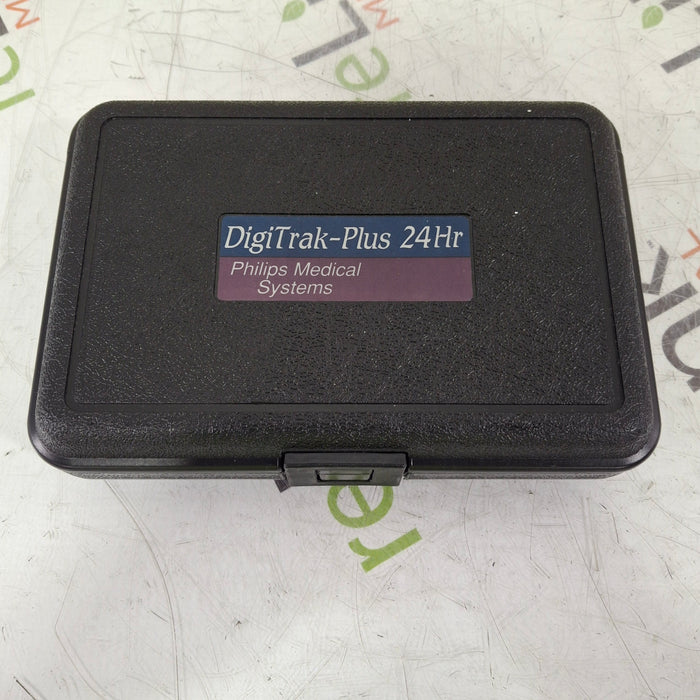 DigiTrak-Plus 24Hr
Philips Medical
Systems